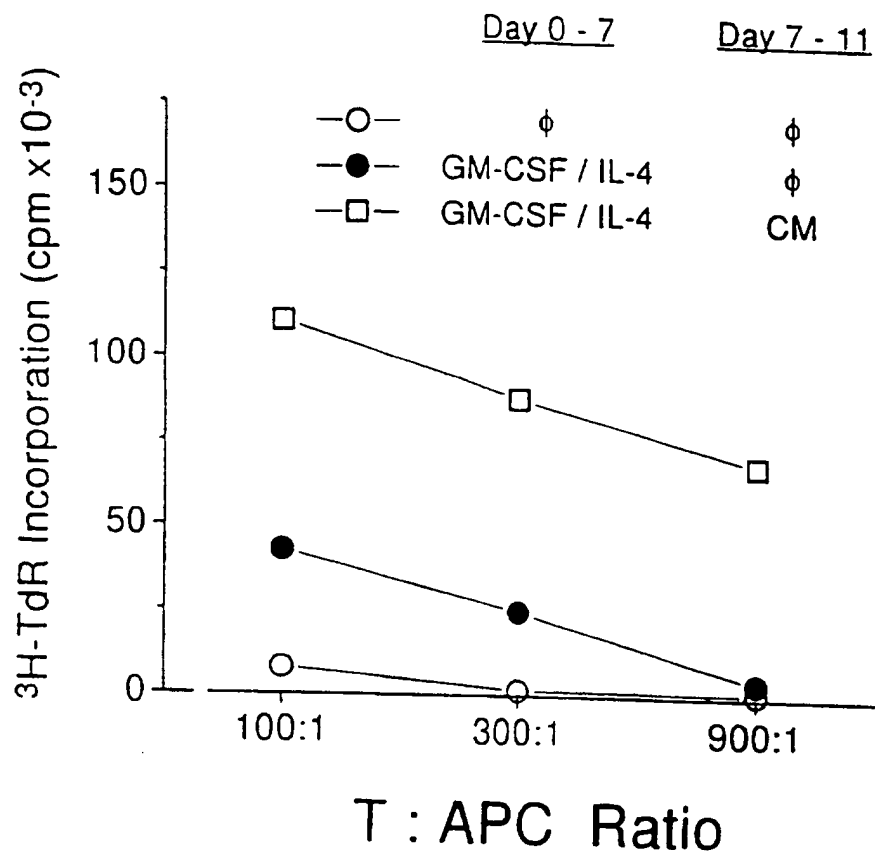 Day 0 - 7 Day 7 - 11
ϕ ϕ
GM-CSF / IL-4 ϕ
GM-CSF / IL-4 CM
³H-TdR Incorporation (cpm x10⁻³)
150
100
50
0
100:1 300:1 900:1
T : APC Ratio